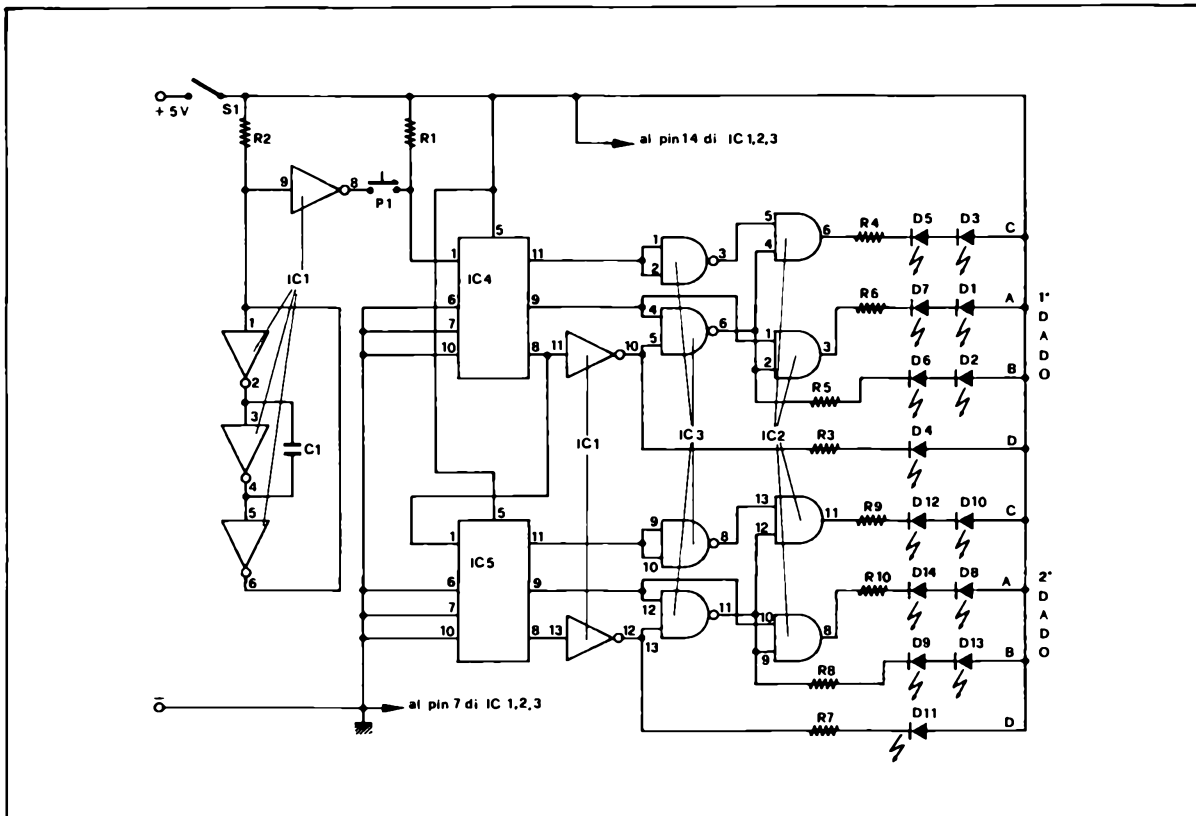 + 5V
S1
R2
R1
al pin 14 di IC 1,2,3
9
8
P1
IC1
1
2
3
C1
4
5
6
5
1
11
IC4
6
9
7
10
8
11
10
IC1
5
1
11
IC5
6
9
7
10
8
13
12
1
2
3
4
5
6
IC3
9
10
8
12
13
11
5
4
6
1
2
3
IC2
13
12
11
10
9
8
R4
D5
D3
C
R6
D7
D1
A
R5
D6
D2
B
R3
D4
D
1° DADO
R9
D12
D10
C
R10
D14
D8
A
R8
D9
D13
B
R7
D11
D
2° DADO
–
al pin 7 di IC 1,2,3